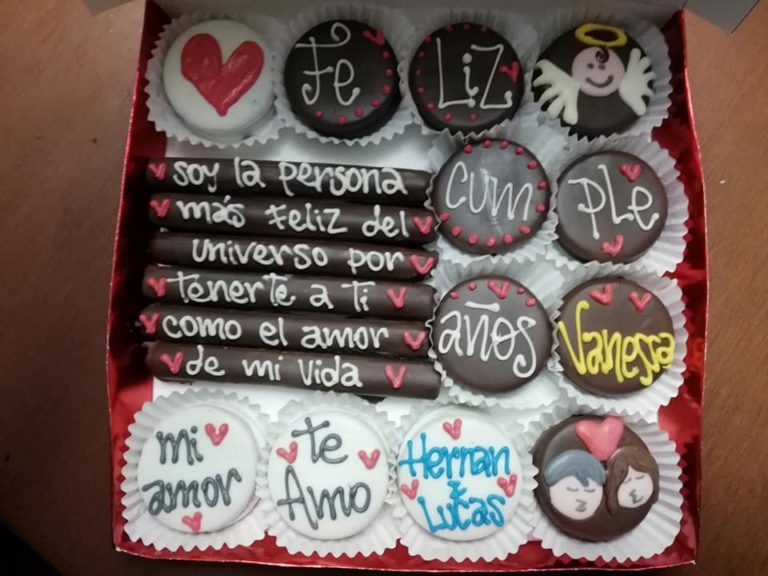 Fe
Liz
soy la persona
más Feliz del
universo por
tenerte a ti
como el amor
de mi vida
cum
ple
años
Vanessa
mi
amor
te
Amo
Hernan
y
Lucas